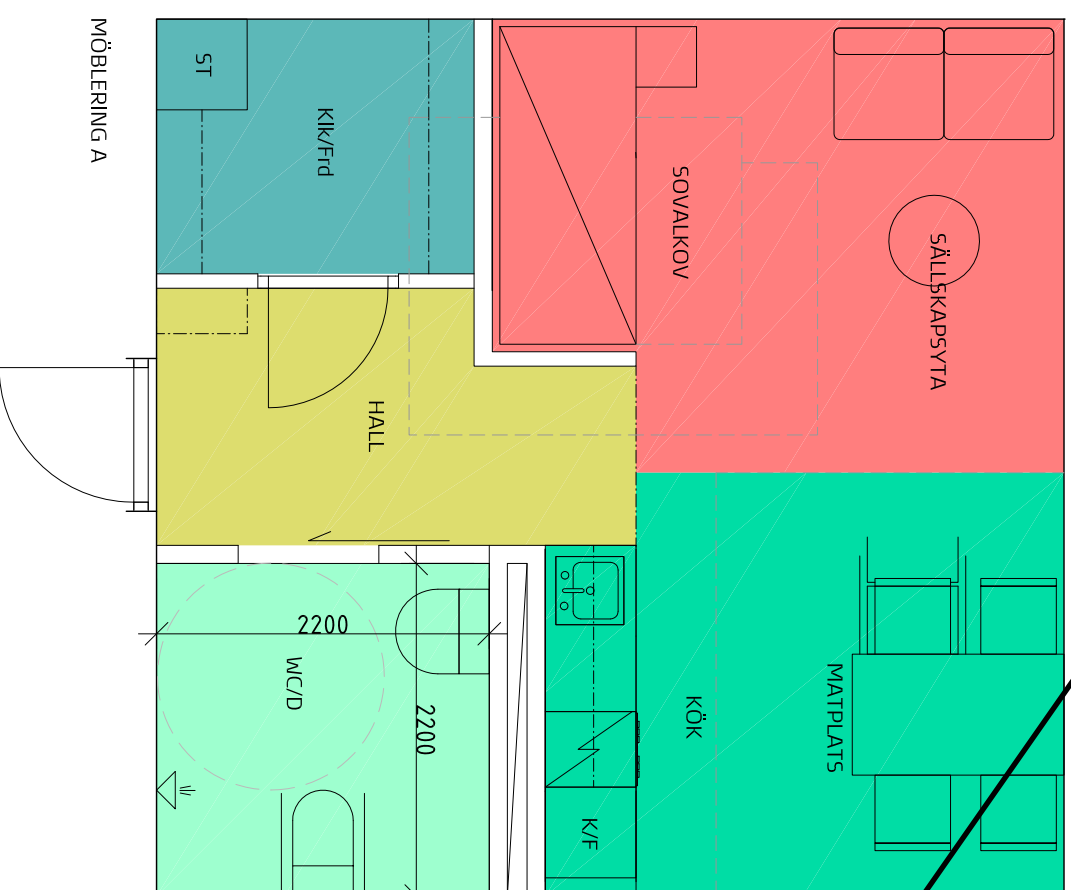 MÖBLERING A
ST
Klk/Frd
SOVALKOV
SÄLLSKAPSYTA
HALL
2200
WC/D
2200
KÖK
MATPLATS
K/F